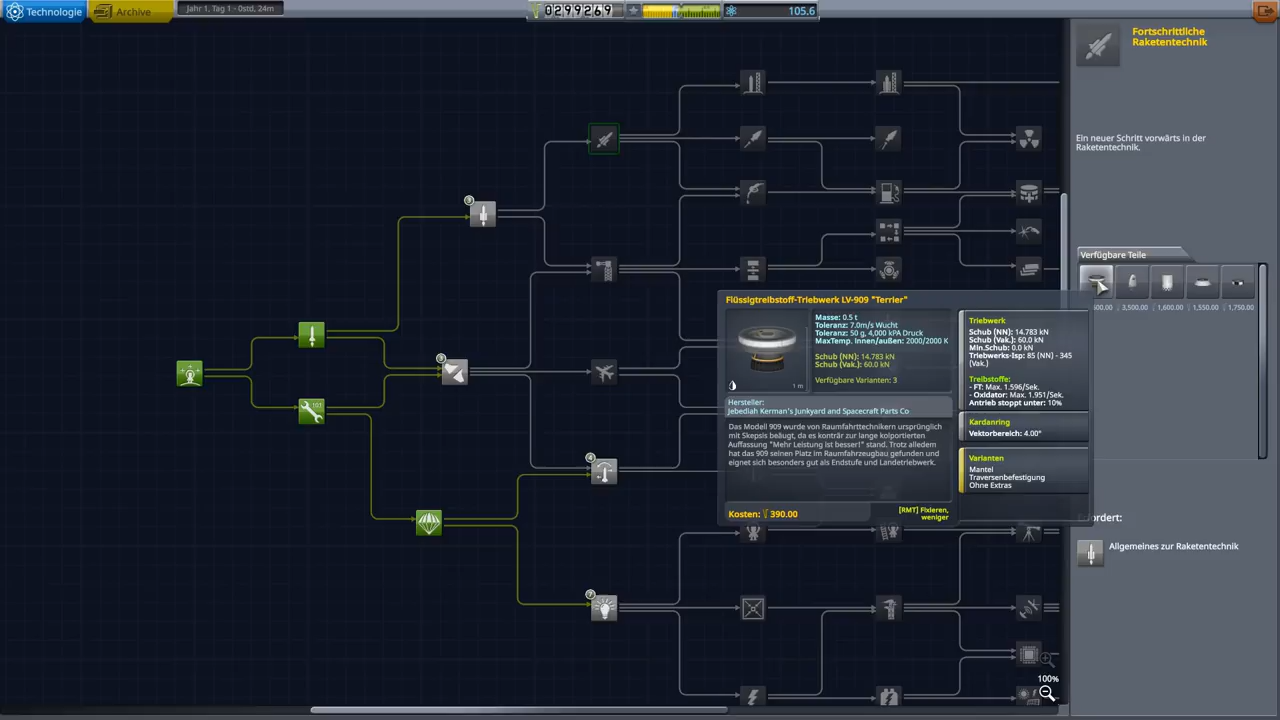 Technologie
Archive
Jahr 1, Tag 1 - 0std, 24m
0299269
105.6
Fortschrittliche
Raketentechnik
Ein neuer Schritt vorwärts in der
Raketentechnik.
3
3
4
7
103
Verfügbare Teile
3,500.00
1,600.00
1,550.00
1,750.00
Flüssigtreibstoff-Triebwerk LV-909 "Terrier"
Masse: 0.5 t
Toleranz: 7.0m/s Wucht
Toleranz: 50 g, 4,000 kPA Druck
MaxTemp. Innen/außen: 2000/2000 K
Schub (NN): 14.783 kN
Schub (Vak.): 60.0 kN
Verfügbare Varianten: 3
1 m
Hersteller:
Jebediah Kerman's Junkyard and Spacecraft Parts Co
Das Modell 909 wurde von Raumfahrttechnikern ursprünglich
mit Skepsis beäugt, da es konträr zur lange kolportierten
Auffassung "Mehr Leistung ist besser!" stand. Trotz alledem
hat das 909 seinen Platz im Raumfahrzeugbau gefunden und
eignet sich besonders gut als Endstufe und Landetriebwerk.
Kosten: 390.00
[RMT] Fixieren,
weniger
Triebwerk
Schub (NN): 14.783 kN
Schub (Vak.): 60.0 kN
Min.Schub: 0.0 kN
Triebwerks-Isp: 85 (NN) - 345
(Vak.)
Treibstoffe:
- FT: Max. 1.596/Sek.
- Oxidator: Max. 1.951/Sek.
Antrieb stoppt unter: 10%
Kardanring
Vektorbereich: 4.00°
Varianten
Mantel
Traversenbefestigung
Ohne Extras
Allgemeines zur Raketentechnik
100%